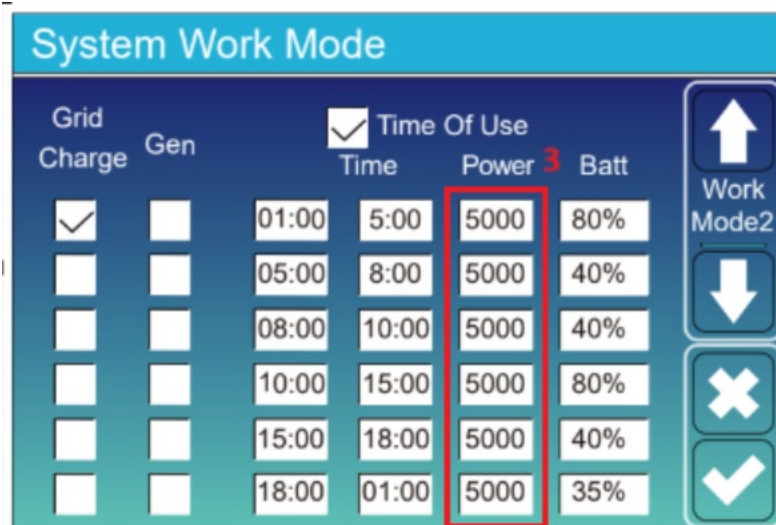 System Work Mode
Grid Charge
Gen
Time Of Use
Time Power 3 Batt
01:00 5:00 5000 80%
05:00 8:00 5000 40%
08:00 10:00 5000 40%
10:00 15:00 5000 80%
15:00 18:00 5000 40%
18:00 01:00 5000 35%
Work
Mode2